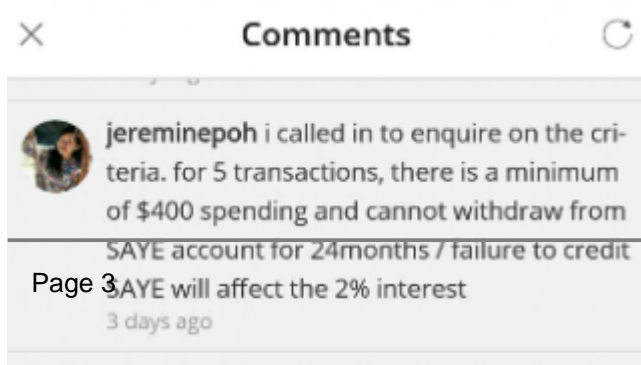 Comments
jereminepoh i called in to enquire on the cri-
teria. for 5 transactions, there is a minimum
of $400 spending and cannot withdraw from
SAYE account for 24months / failure to credit
Page 3
SAYE will affect the 2% interest
3 days ago